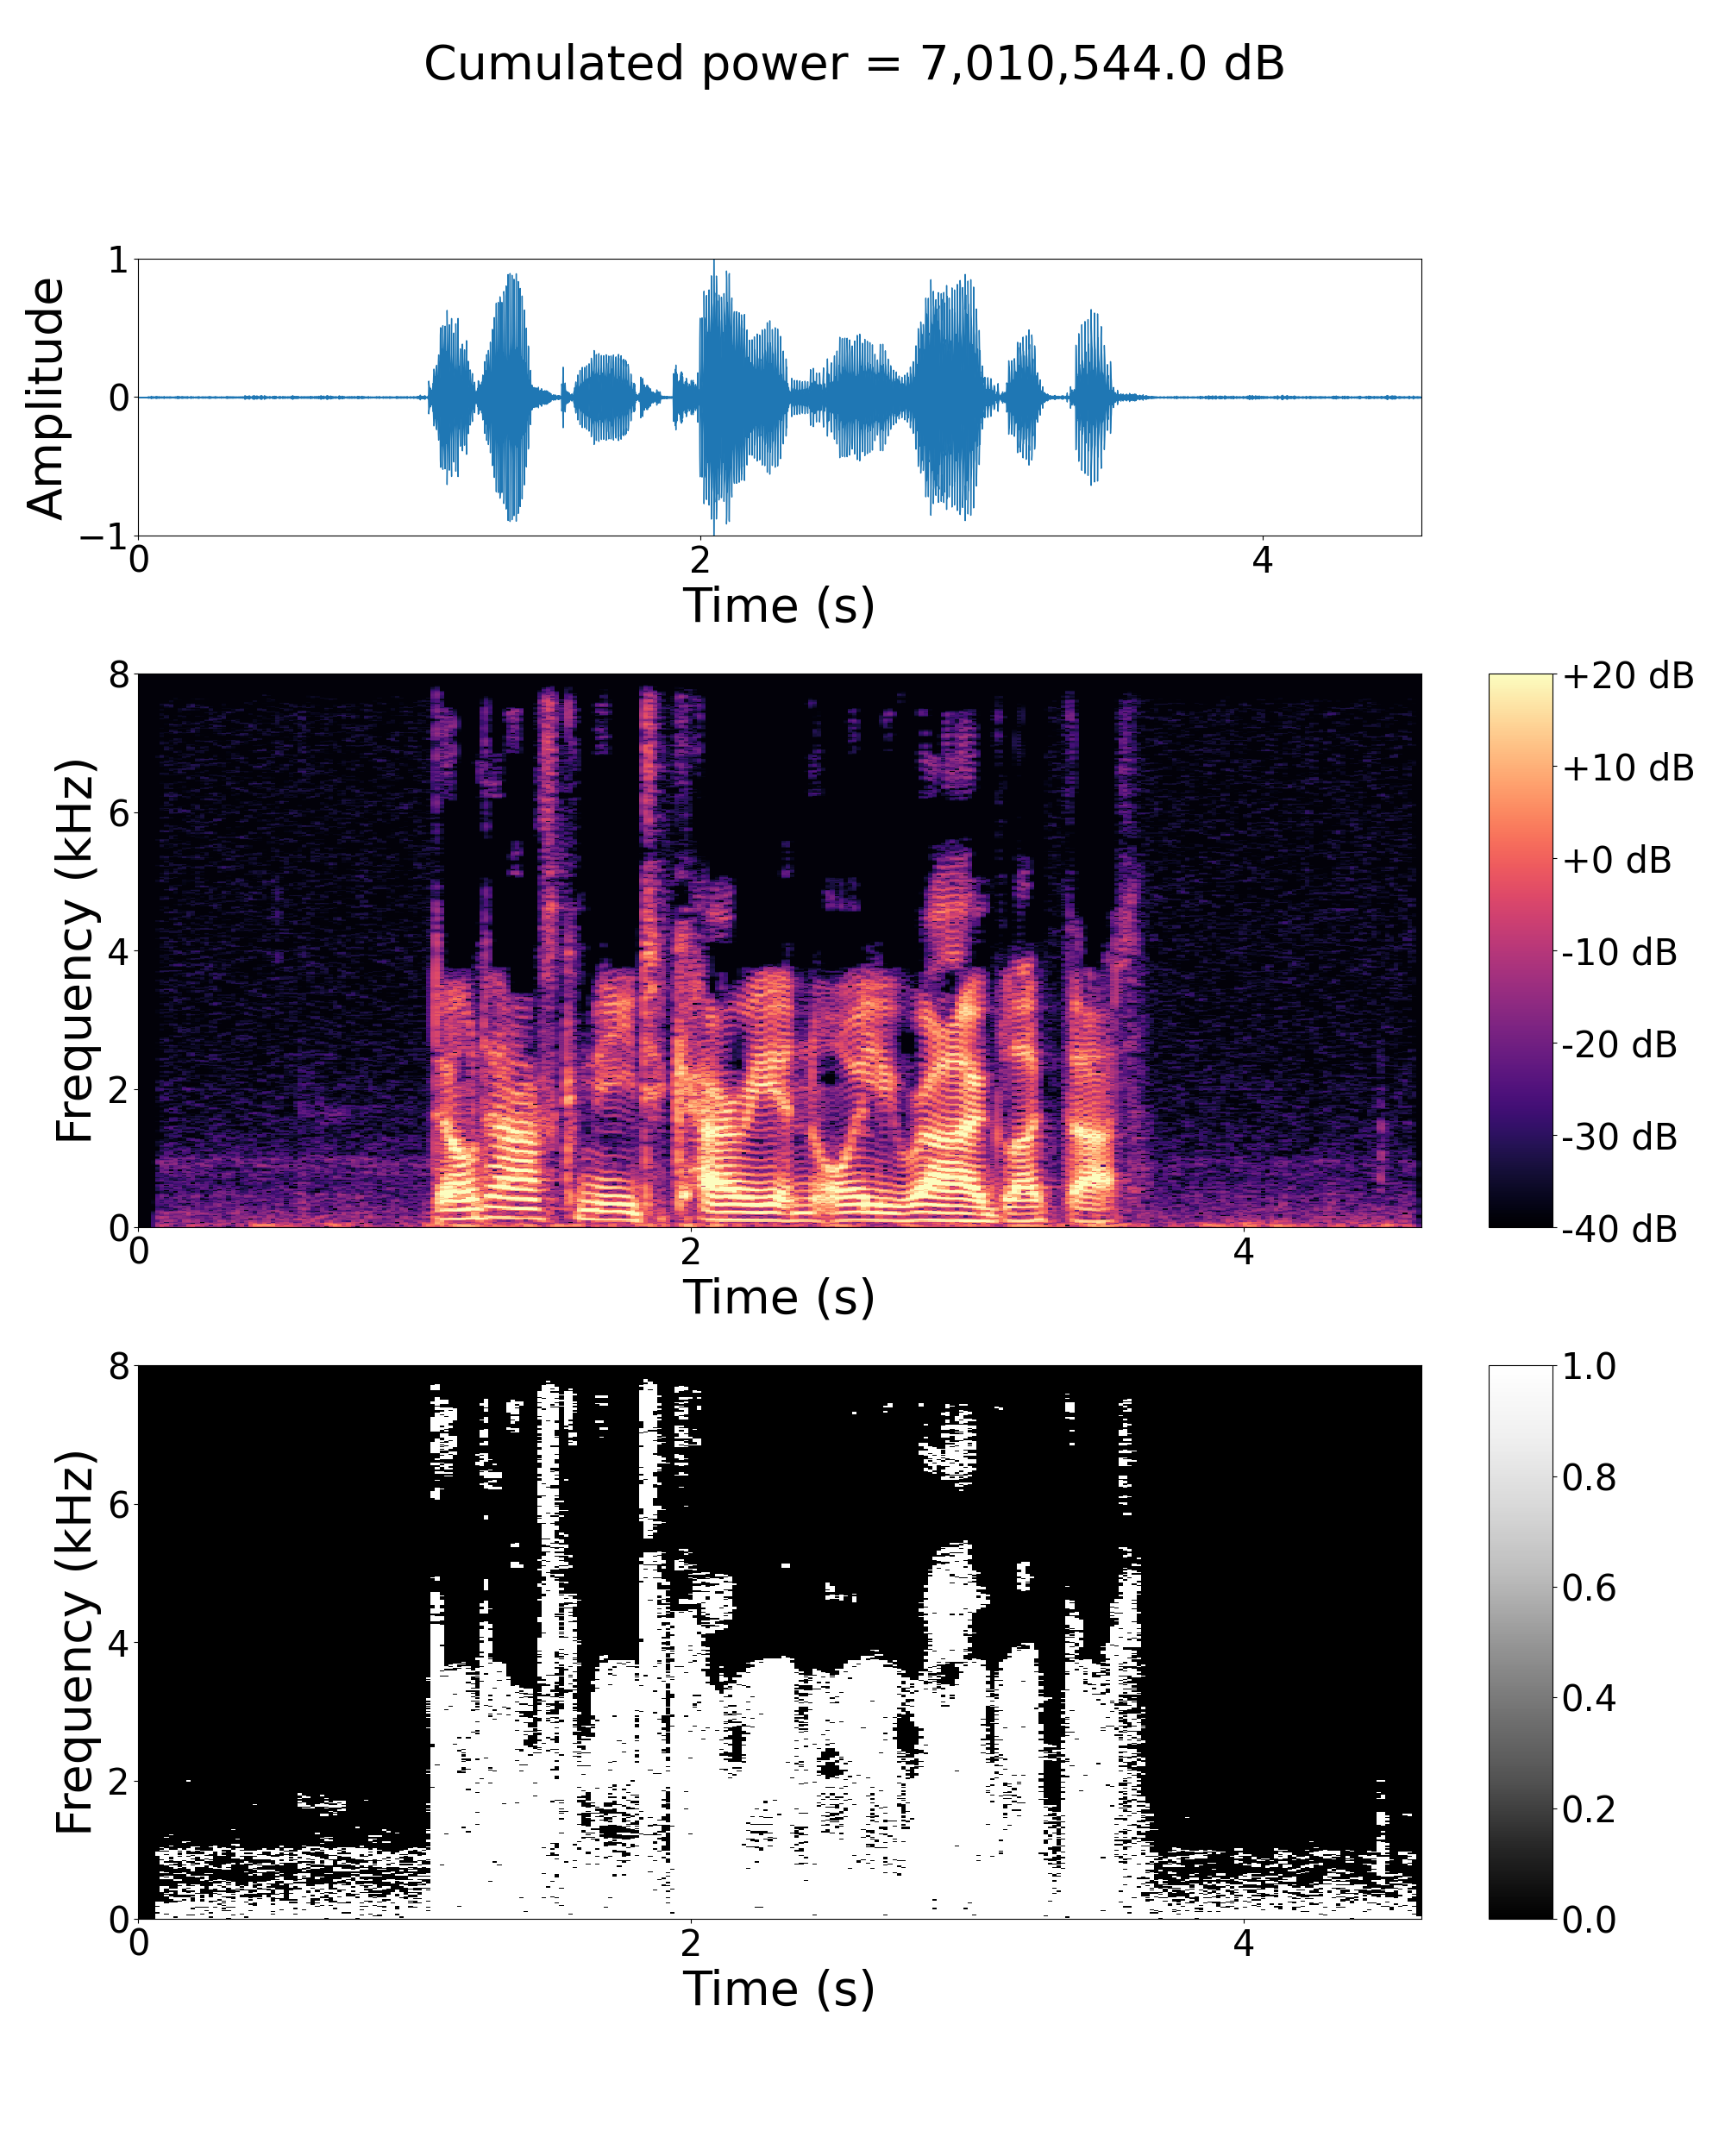 Cumulated power = 7,010,544.0 dB
1
0
−1
Amplitude
0 2 4
Time (s)
8
6
4
2
0
Frequency (kHz)
0 2 4
Time (s)
+20 dB
+10 dB
+0 dB
-10 dB
-20 dB
-30 dB
-40 dB
8
6
4
2
0
Frequency (kHz)
0 2 4
Time (s)
1.0
0.8
0.6
0.4
0.2
0.0